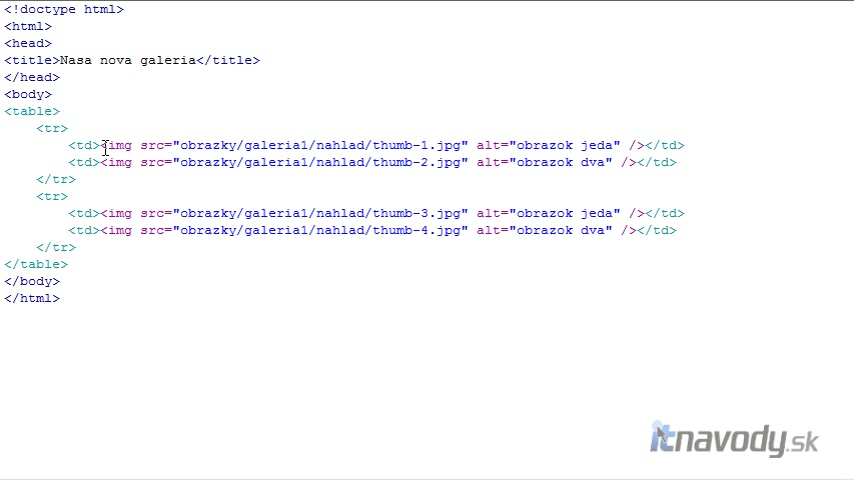 <!doctype html>
<html>
<head>
<title>Nasa nova galeria</title>
</head>
<body>
<table>
    <tr>
        <td><img src="obrazky/galeria1/nahlad/thumb-1.jpg" alt="obrazok jeda" /></td>
        <td><img src="obrazky/galeria1/nahlad/thumb-2.jpg" alt="obrazok dva" /></td>
    </tr>
    <tr>
        <td><img src="obrazky/galeria1/nahlad/thumb-3.jpg" alt="obrazok jeda" /></td>
        <td><img src="obrazky/galeria1/nahlad/thumb-4.jpg" alt="obrazok dva" /></td>
    </tr>
</table>
</body>
</html>
itnavody.sk